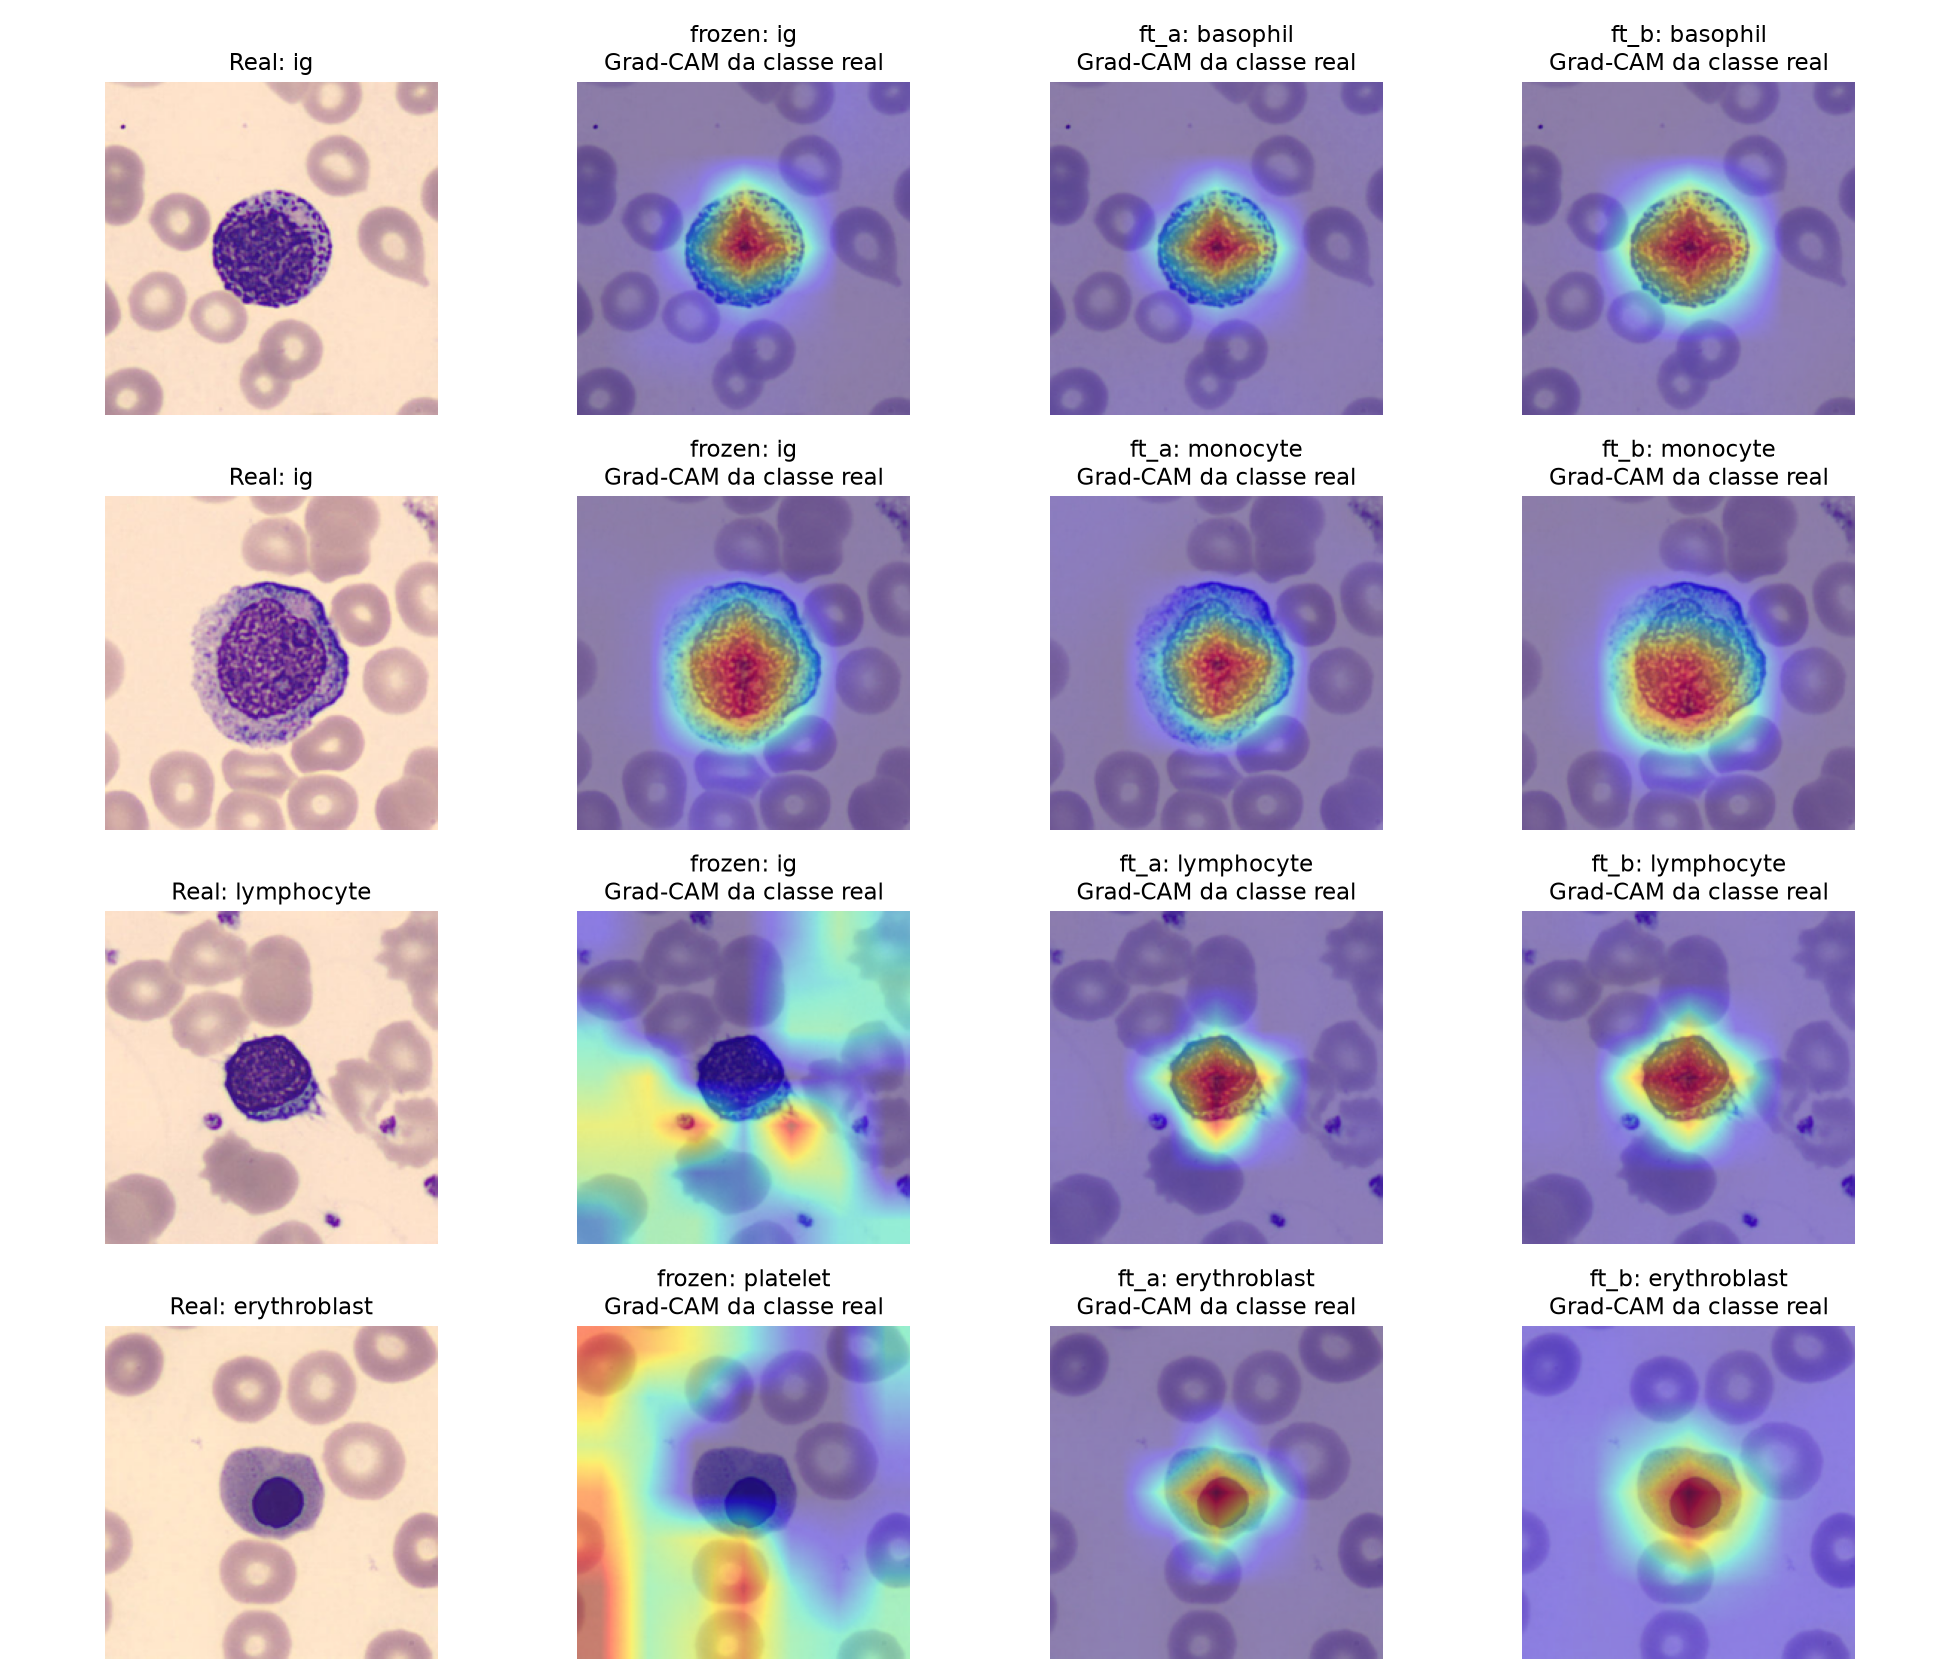 Real: ig
frozen: ig
Grad-CAM da classe real
ft_a: basophil
Grad-CAM da classe real
ft_b: basophil
Grad-CAM da classe real
Real: ig
frozen: ig
Grad-CAM da classe real
ft_a: monocyte
Grad-CAM da classe real
ft_b: monocyte
Grad-CAM da classe real
Real: lymphocyte
frozen: ig
Grad-CAM da classe real
ft_a: lymphocyte
Grad-CAM da classe real
ft_b: lymphocyte
Grad-CAM da classe real
Real: erythroblast
frozen: platelet
Grad-CAM da classe real
ft_a: erythroblast
Grad-CAM da classe real
ft_b: erythroblast
Grad-CAM da classe real